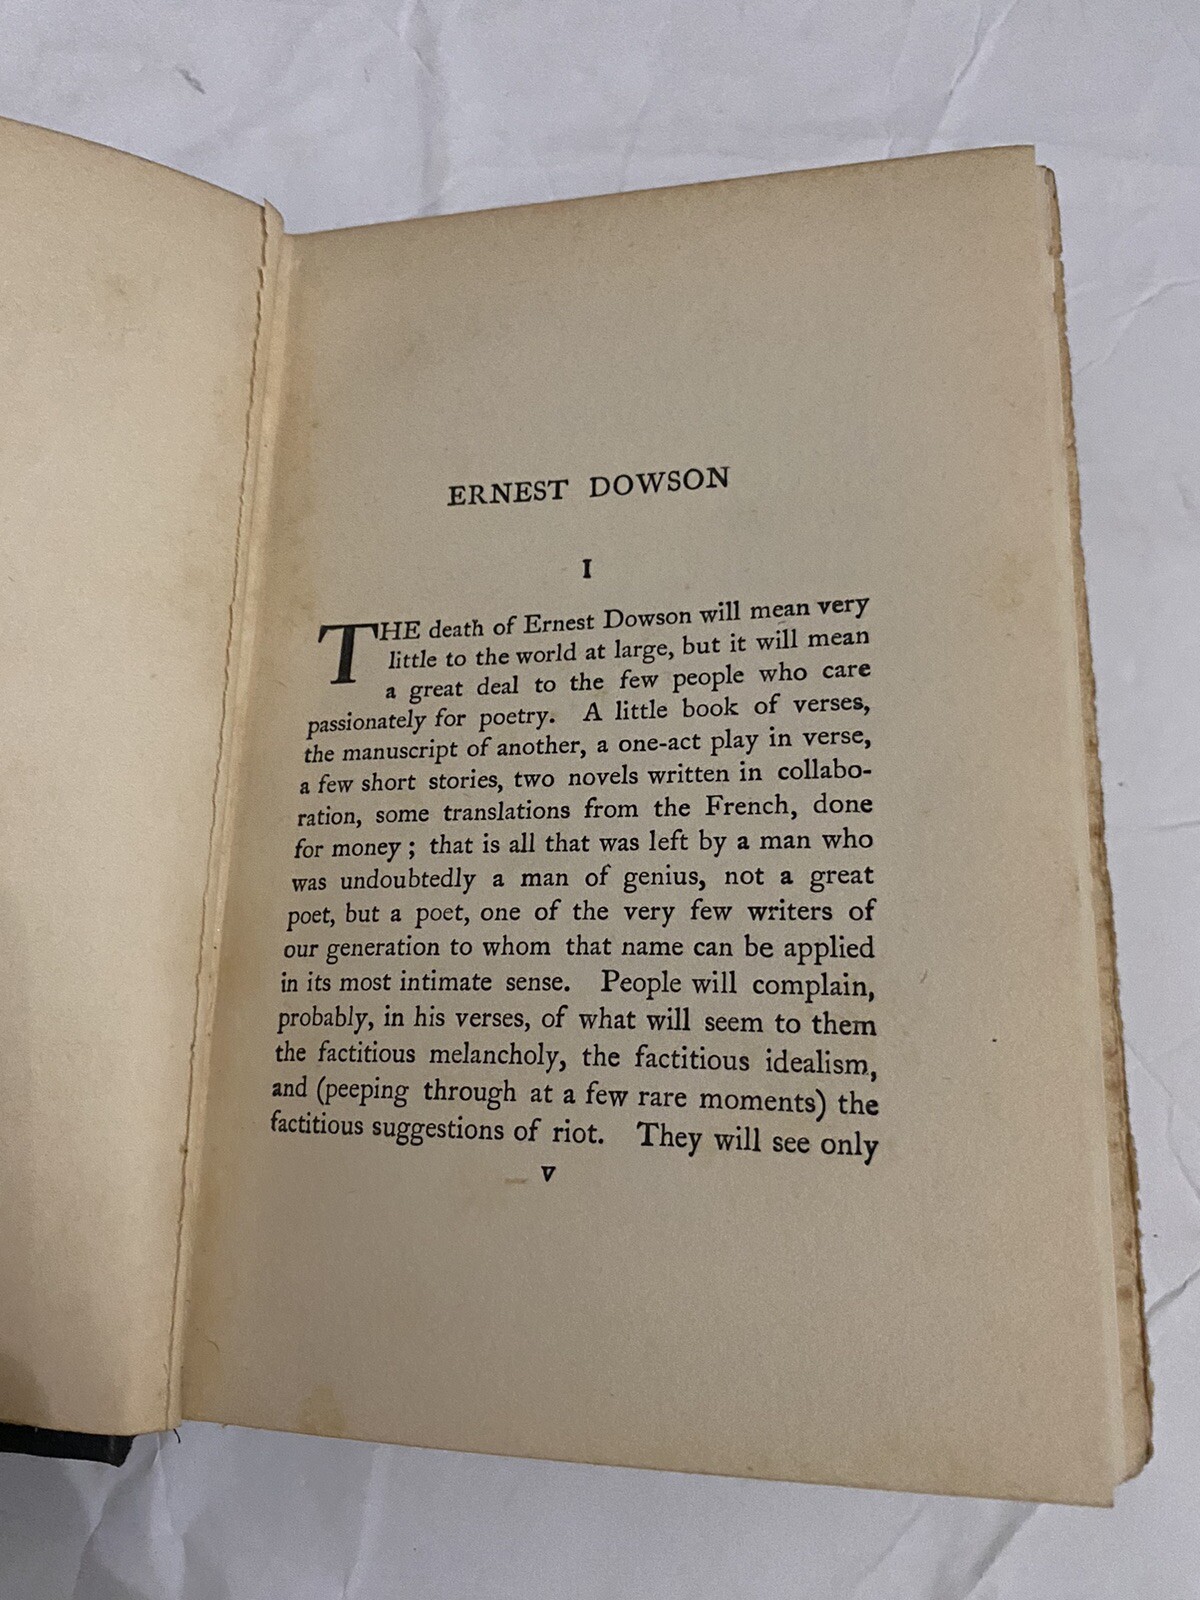 ERNEST DOWSON
I
THE death of Ernest Dowson will mean very
little to the world at large, but it will mean
a great deal to the few people who care
passionately for poetry. A little book of verses,
the manuscript of another, a one-act play in verse,
a few short stories, two novels written in collabo-
ration, some translations from the French, done
for money ; that is all that was left by a man who
was undoubtedly a man of genius, not a great
poet, but a poet, one of the very few writers of
our generation to whom that name can be applied
in its most intimate sense. People will complain,
probably, in his verses, of what will seem to them
the factitious melancholy, the factitious idealism,
and (peeping through at a few rare moments) the
factitious suggestions of riot. They will see only
v